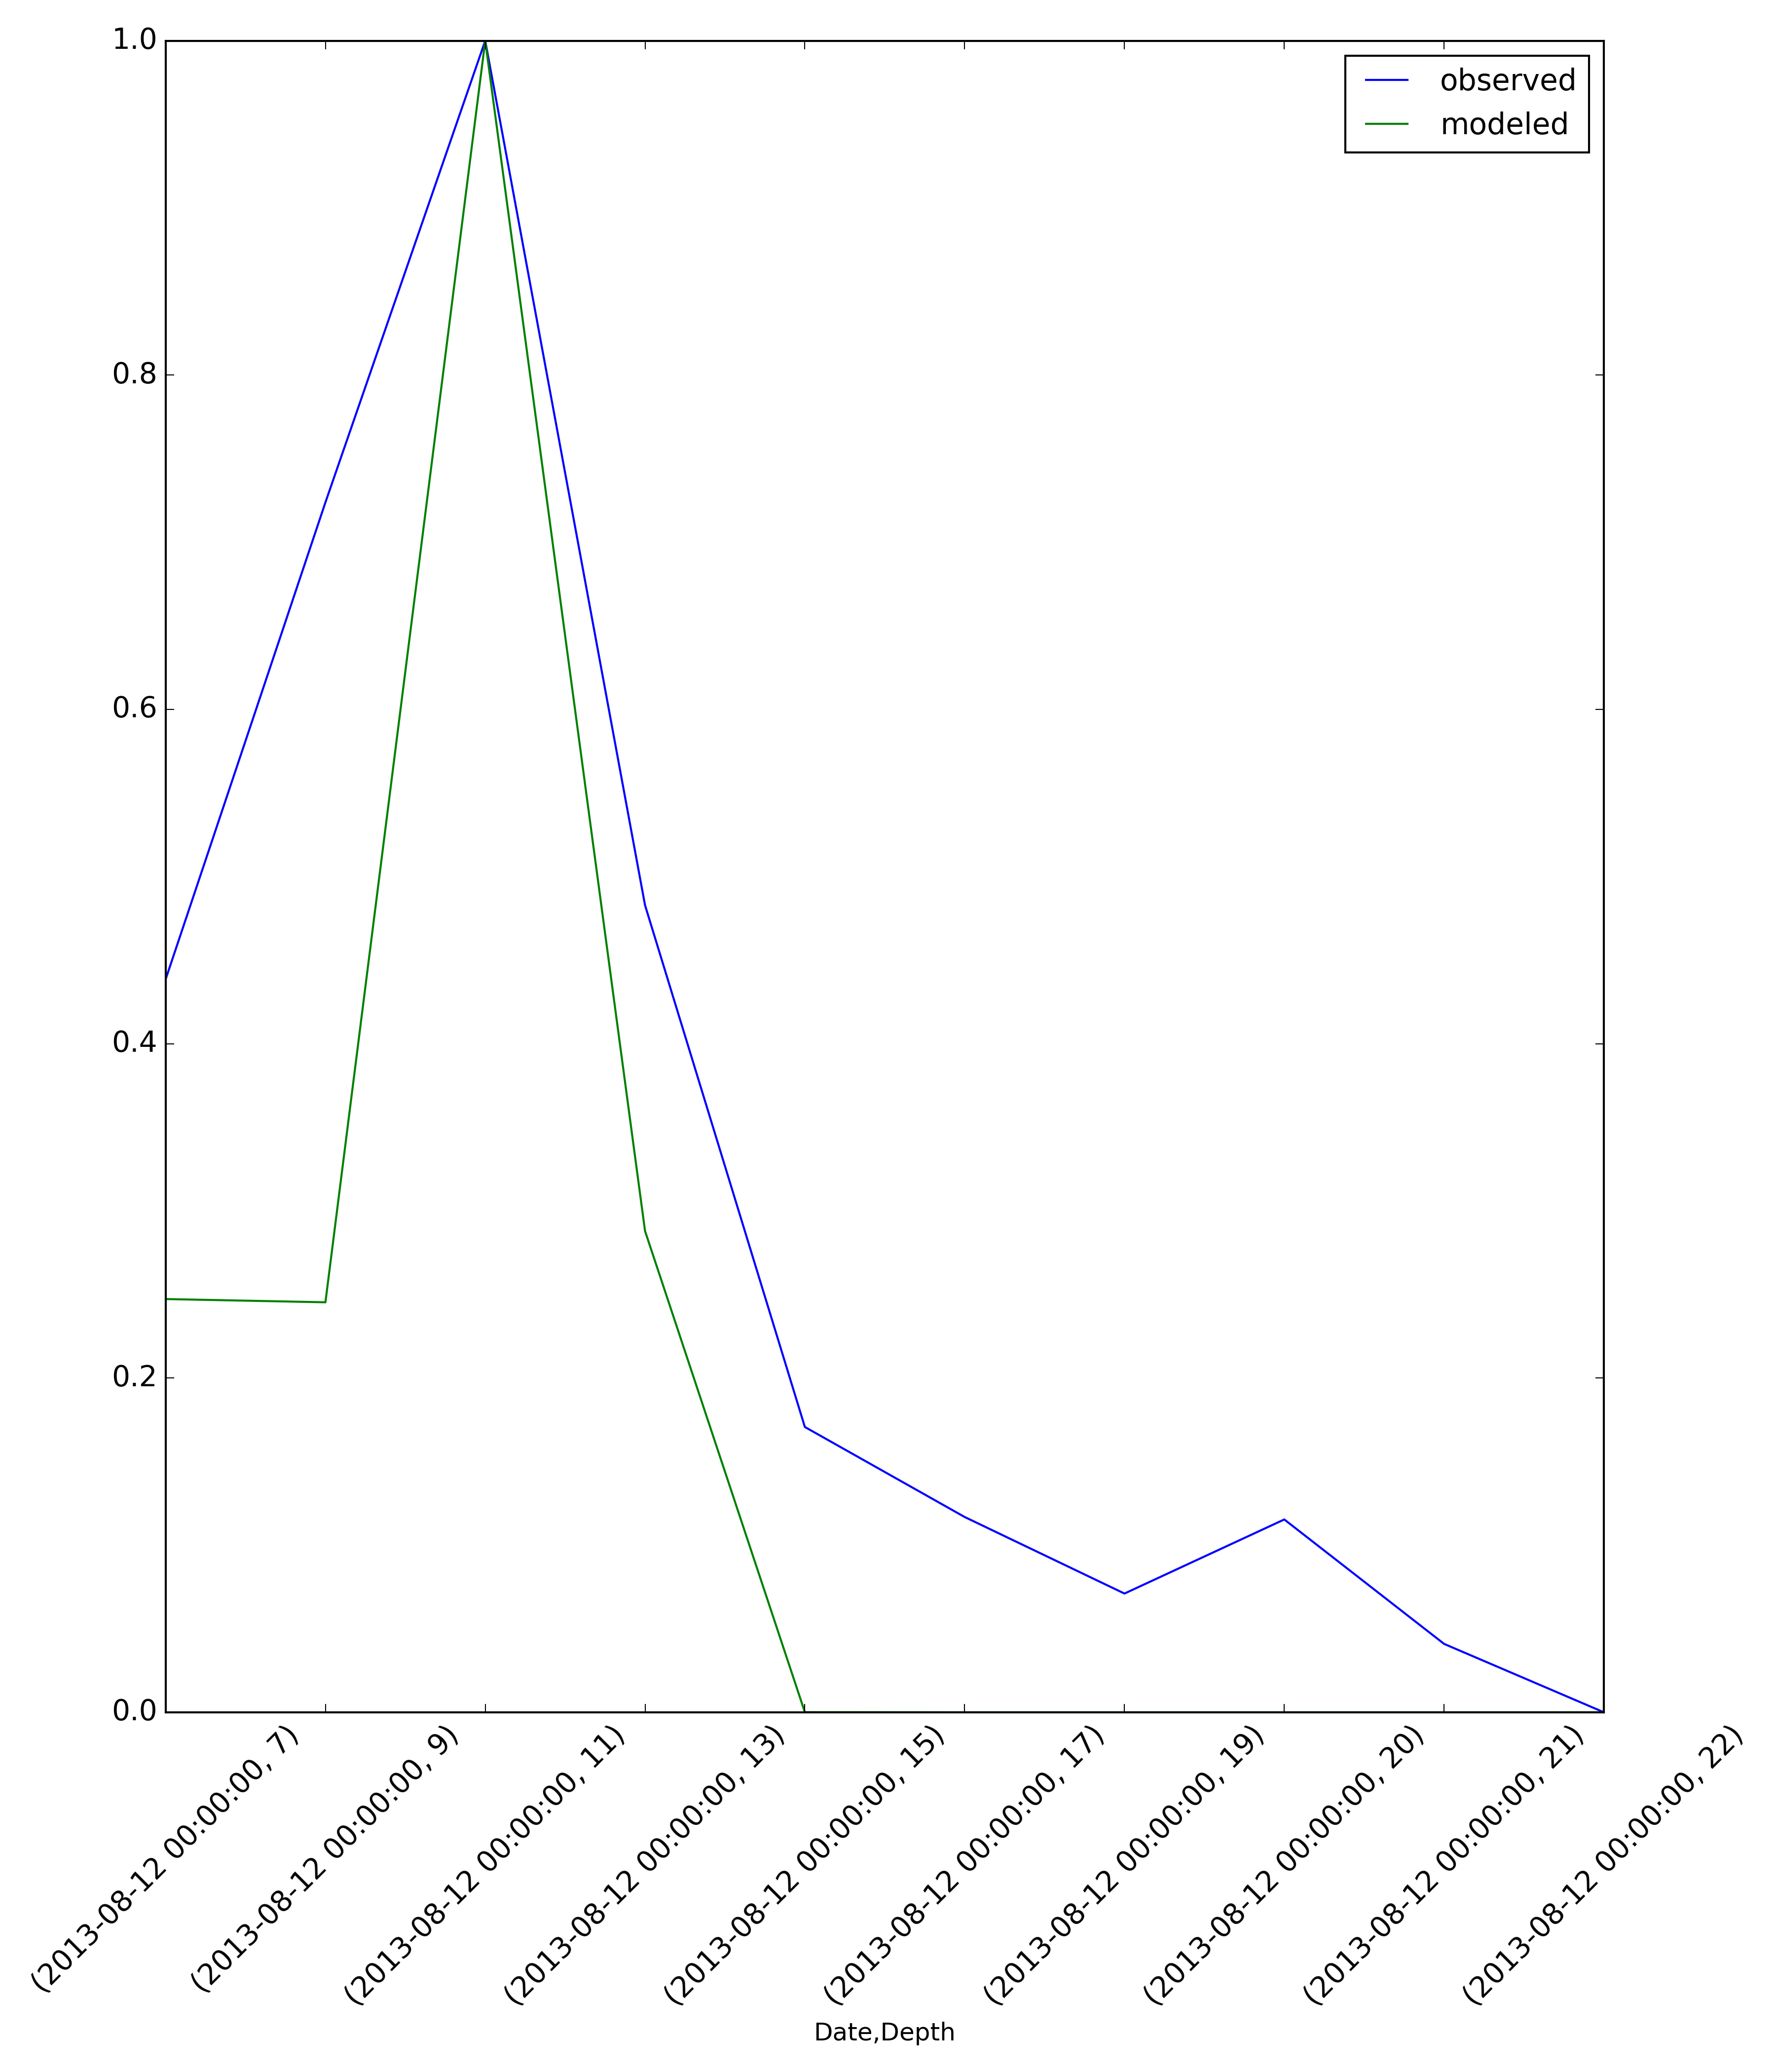 1.0
0.8
0.6
0.4
0.2
0.0
observed
modeled
(2013-08-12 00:00:00, 7)
(2013-08-12 00:00:00, 9)
(2013-08-12 00:00:00, 11)
(2013-08-12 00:00:00, 13)
(2013-08-12 00:00:00, 15)
(2013-08-12 00:00:00, 17)
(2013-08-12 00:00:00, 19)
(2013-08-12 00:00:00, 20)
(2013-08-12 00:00:00, 21)
(2013-08-12 00:00:00, 22)
Date,Depth